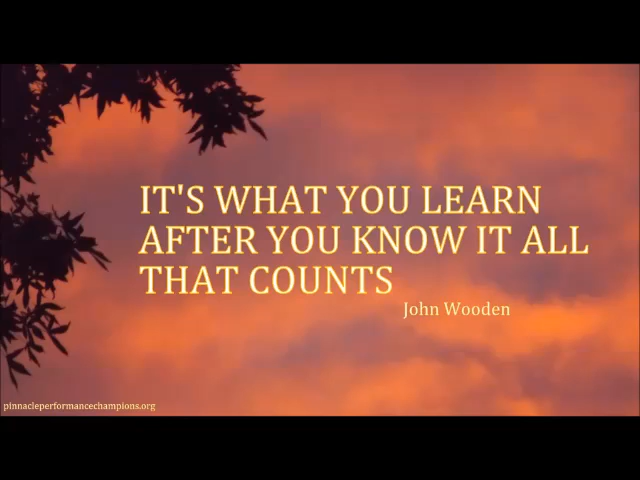 IT'S WHAT YOU LEARN
AFTER YOU KNOW IT ALL
THAT COUNTS
John Wooden
pinnacleperformancechampions.org